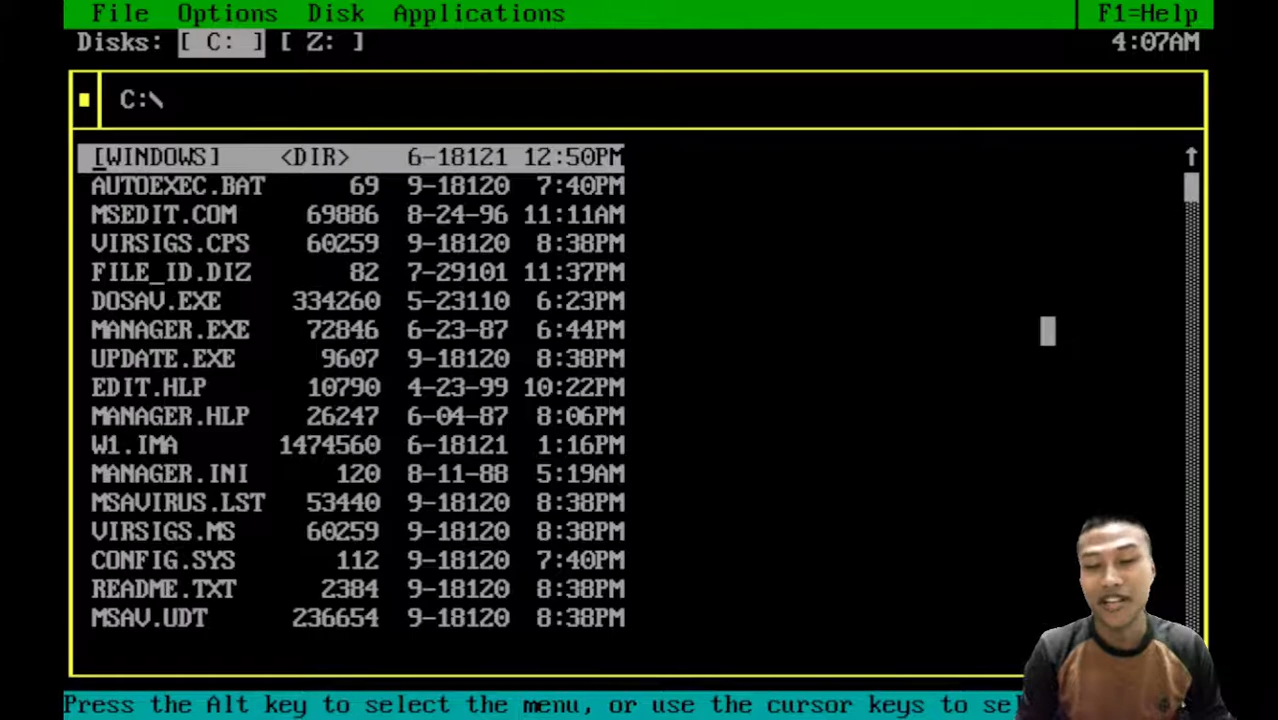 File Options Disk Applications F1=Help
Disks: [ C: ] [ Z: ] 4:07AM
C:\
[WINDOWS] <DIR> 6-18121 12:50PM
AUTOEXEC.BAT 69 9-18120 7:40PM
MSEDIT.COM 69886 8-24-96 11:11AM
VIRSIGS.CPS 60259 9-18120 8:38PM
FILE_ID.DIZ 82 7-29101 11:37PM
DOSAV.EXE 334260 5-23110 6:23PM
MANAGER.EXE 72846 6-23-87 6:44PM
UPDATE.EXE 9607 9-18120 8:38PM
EDIT.HLP 10790 4-23-99 10:22PM
MANAGER.HLP 26247 6-04-87 8:06PM
W1.IMA 1474560 6-18121 1:16PM
MANAGER.INI 120 8-11-88 5:19AM
MSAVIRUS.LST 53440 9-18120 8:38PM
VIRSIGS.MS 60259 9-18120 8:38PM
CONFIG.SYS 112 9-18120 7:40PM
README.TXT 2384 9-18120 8:38PM
MSAV.UDT 236654 9-18120 8:38PM
Press the Alt key to select the menu, or use the cursor keys to